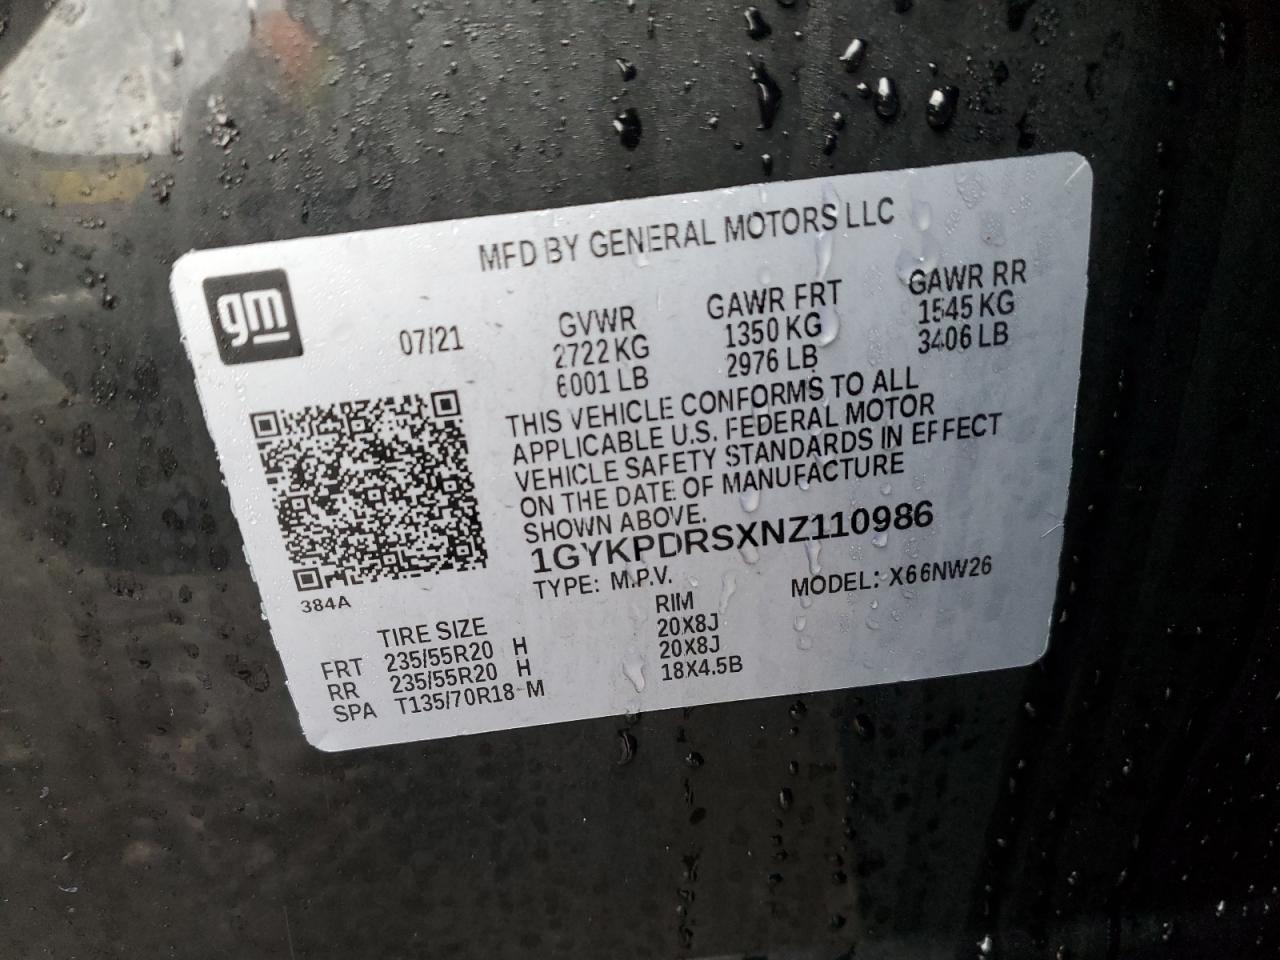 MFD BY GENERAL MOTORS LLC
gm
07/21
GVWR
2722 KG
6001 LB
GAWR FRT
1350 KG
2976 LB
GAWR RR
1545 KG
3406 LB
THIS VEHICLE CONFORMS TO ALL
APPLICABLE U.S. FEDERAL MOTOR
VEHICLE SAFETY STANDARDS IN EFFECT
ON THE DATE OF MANUFACTURE
SHOWN ABOVE.
1GYKPDRSXNZ110986
TYPE: M.P.V. MODEL: X66NW26
384A
TIRE SIZE RIM
FRT 235/55R20 H 20X8J
RR 235/55R20 H 20X8J
SPA T135/70R18 M 18X4.5B